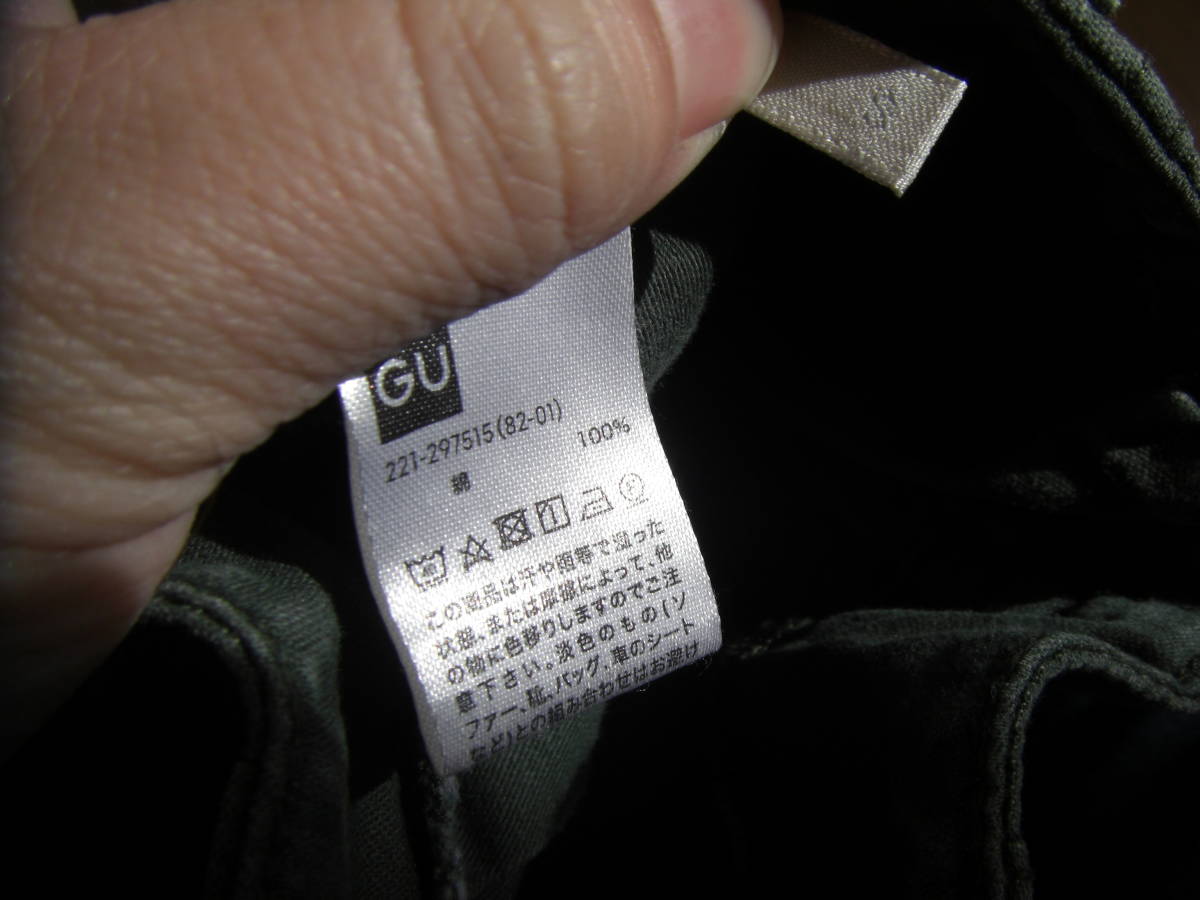 S
GU
221-297515(82-01)
綿 100%
この商品は汗や雨等で湿った
状態、または摩擦によって、他
の物に色移りしますのでご注
意下さい。淡色のもの(ソ
ファー、靴、バッグ、車のシート
など)との組み合わせはお避け